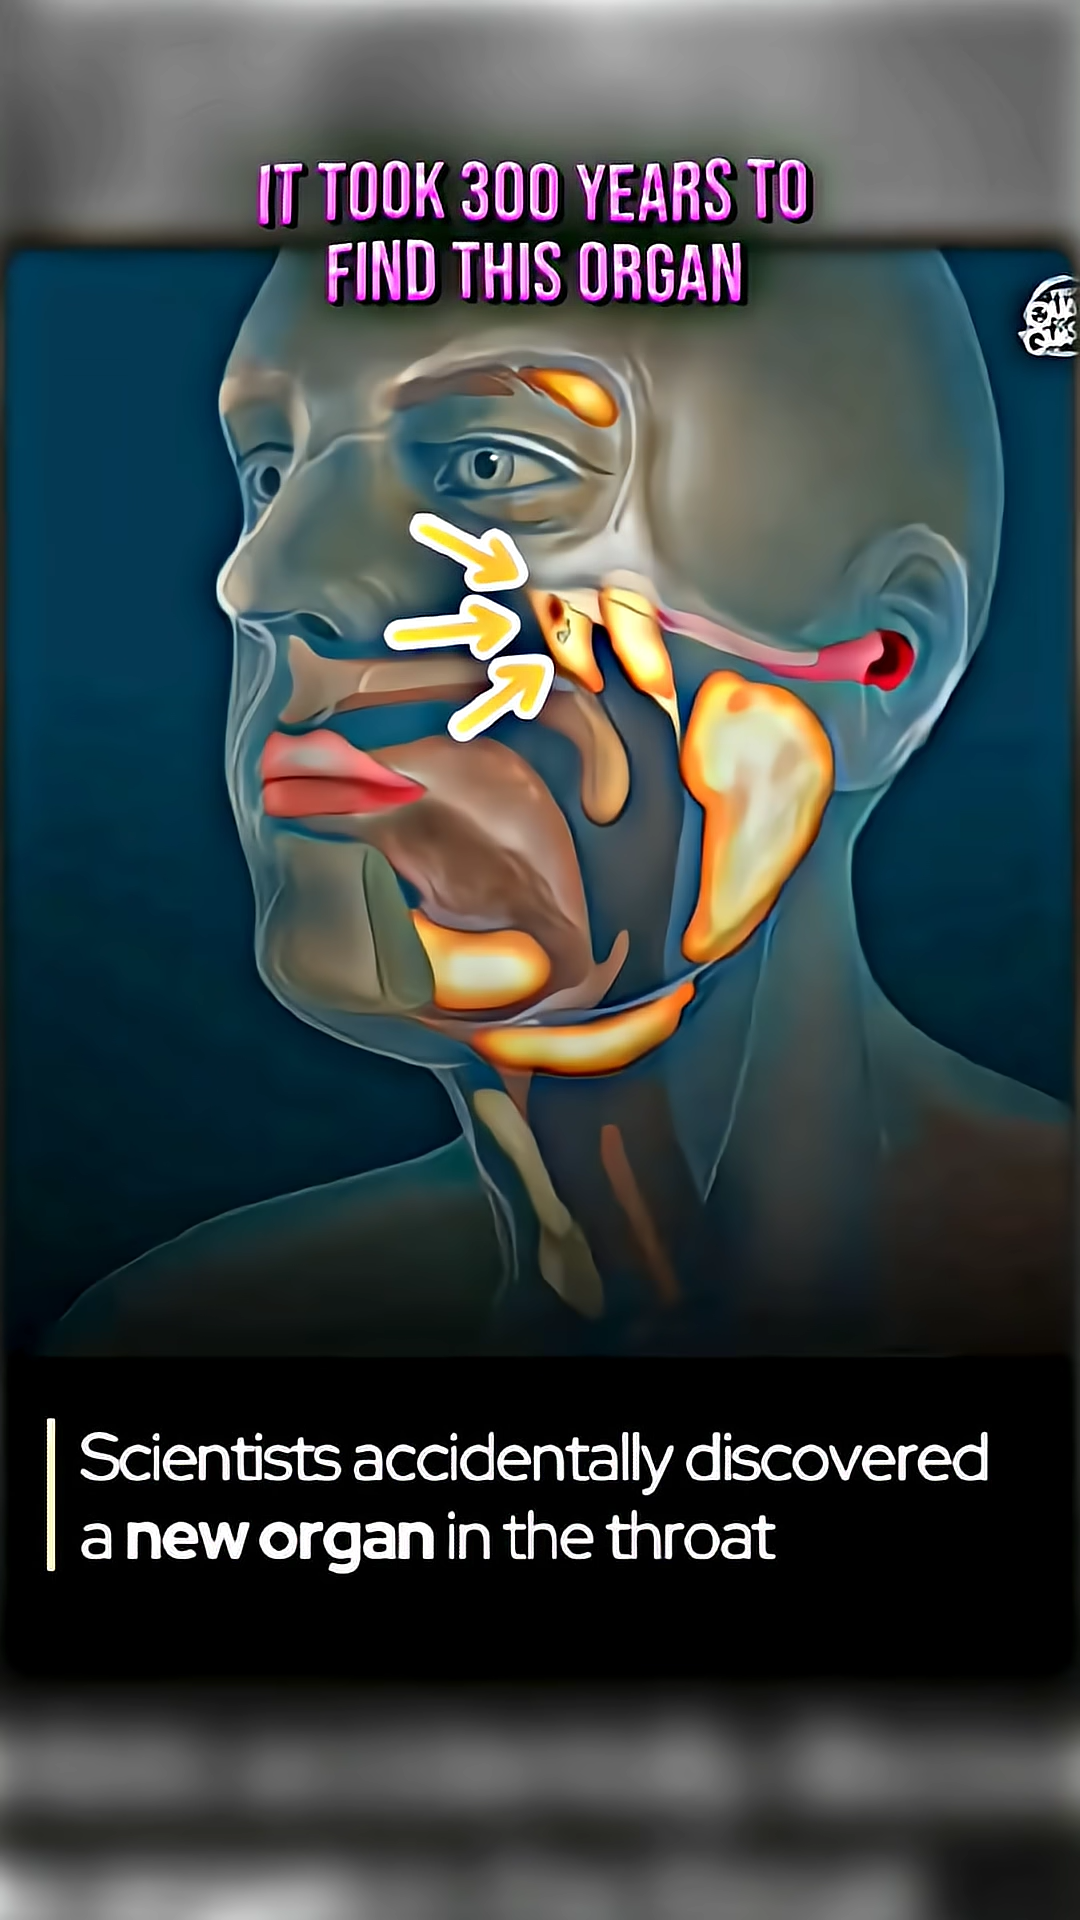 IT TOOK 300 YEARS TO
FIND THIS ORGAN
Scientists accidentally discovered
a new organ in the throat